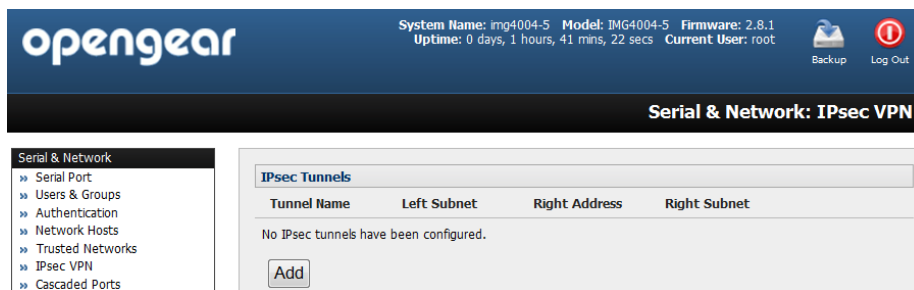 opengear
System Name: img4004-5 Model: IMG4004-5 Firmware: 2.8.1
Uptime: 0 days, 1 hours, 41 mins, 22 secs Current User: root
Backup
Log Out
Serial & Network: IPsec VPN
Serial & Network
» Serial Port
» Users & Groups
» Authentication
» Network Hosts
» Trusted Networks
» IPsec VPN
» Cascaded Ports
IPsec Tunnels
Tunnel Name Left Subnet Right Address Right Subnet
No IPsec tunnels have been configured.
Add